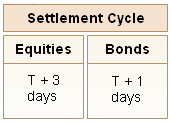 Settlement Cycle
Equities
Bonds
T + 3
days
T + 1
days